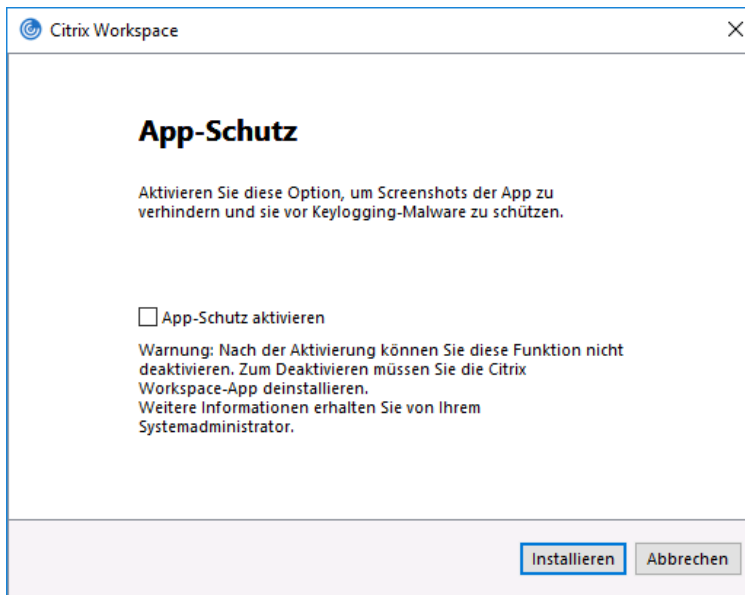 Citrix Workspace
App-Schutz
Aktivieren Sie diese Option, um Screenshots der App zu
verhindern und sie vor Keylogging-Malware zu schützen.
App-Schutz aktivieren
Warnung: Nach der Aktivierung können Sie diese Funktion nicht
deaktivieren. Zum Deaktivieren müssen Sie die Citrix
Workspace-App deinstallieren.
Weitere Informationen erhalten Sie von Ihrem
Systemadministrator.
Installieren Abbrechen